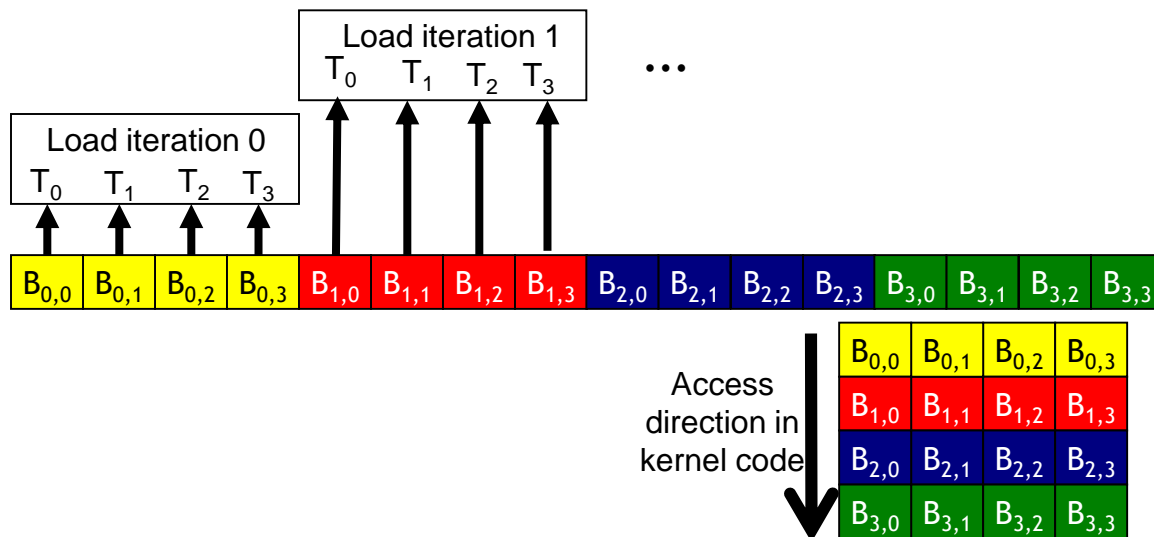 Load iteration 1
T0 T1 T2 T3
...
Load iteration 0
T0 T1 T2 T3
B0,0 B0,1 B0,2 B0,3 B1,0 B1,1 B1,2 B1,3 B2,0 B2,1 B2,2 B2,3 B3,0 B3,1 B3,2 B3,3
Access
direction in
kernel code
B0,0 B0,1 B0,2 B0,3
B1,0 B1,1 B1,2 B1,3
B2,0 B2,1 B2,2 B2,3
B3,0 B3,1 B3,2 B3,3